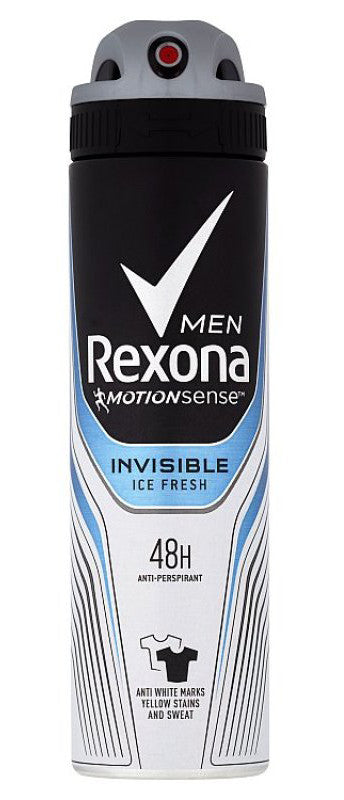 MEN
Rexona
MOTIONsense™
INVISIBLE
ICE FRESH
48H
ANTI-PERSPIRANT
ANTI WHITE MARKS
YELLOW STAINS
AND SWEAT